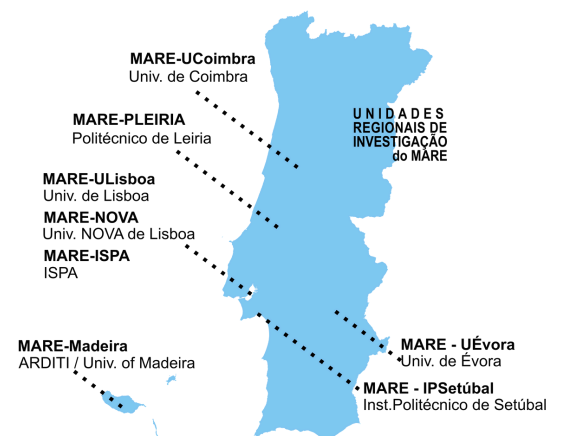 MARE-UCoimbra
Univ. de Coimbra
UNIDADES
REGIONAIS DE
INVESTIGAÇÃO
do MARE
MARE-PLEIRIA
Politécnico de Leiria
MARE-ULisboa
Univ. de Lisboa
MARE-NOVA
Univ. NOVA de Lisboa
MARE-ISPA
ISPA
MARE-Madeira
ARDITI / Univ. of Madeira
MARE - UÉvora
Univ. de Évora
MARE - IPSetúbal
Inst.Politécnico de Setúbal